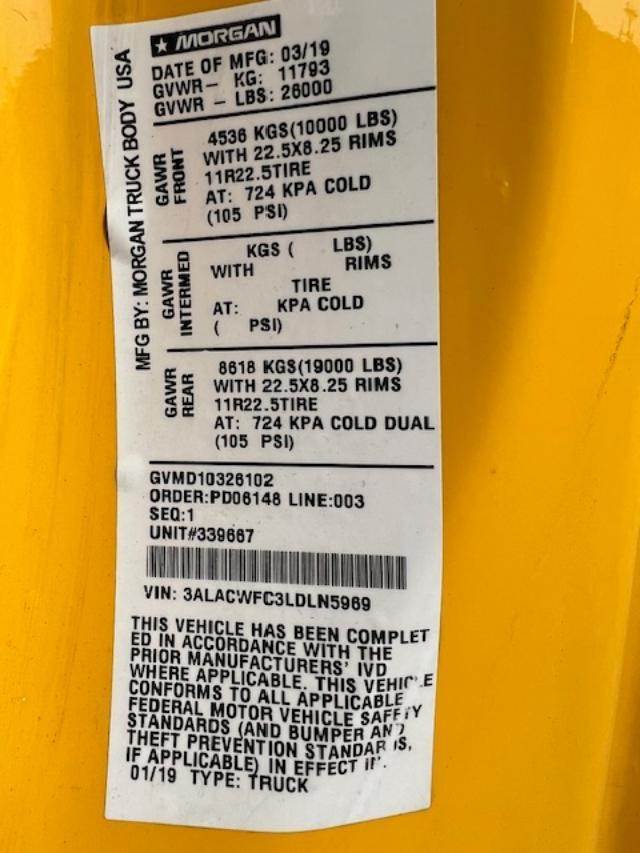 MFG BY: MORGAN TRUCK BODY USA
★ MORGAN
DATE OF MFG: 03/19
GVWR- KG: 11793
GVWR - LBS: 26000
GAWR
FRONT
4536 KGS(10000 LBS)
WITH 22.5X8.25 RIMS
11R22.5TIRE
AT: 724 KPA COLD
(105 PSI)
GAWR
INTERMED
KGS ( LBS)
WITH RIMS
TIRE
AT: KPA COLD
( PSI)
GAWR
REAR
8618 KGS(19000 LBS)
WITH 22.5X8.25 RIMS
11R22.5TIRE
AT: 724 KPA COLD DUAL
(105 PSI)
GVMD10326102
ORDER:PD06148 LINE:003
SEQ:1
UNIT#339667
VIN: 3ALACWFC3LDLN5969
THIS VEHICLE HAS BEEN COMPLET
ED IN ACCORDANCE WITH THE
PRIOR MANUFACTURERS' IVD
WHERE APPLICABLE. THIS VEHICLE
CONFORMS TO ALL APPLICABLE
FEDERAL MOTOR VEHICLE SAFETY
STANDARDS (AND BUMPER AND
THEFT PREVENTION STANDARDS,
IF APPLICABLE) IN EFFECT IN
01/19 TYPE: TRUCK